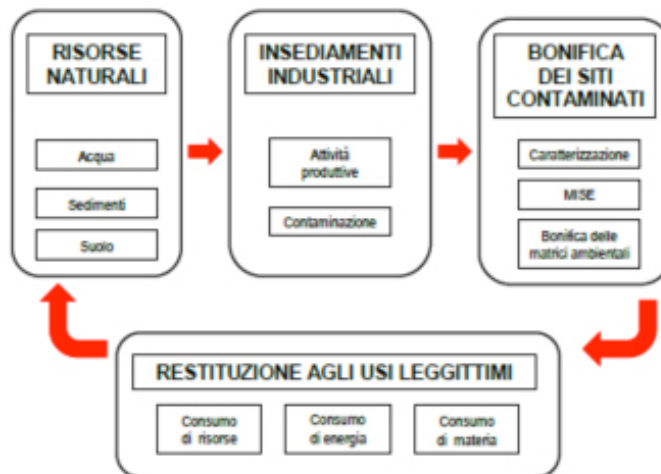 RISORSE
NATURALI
Acqua
Sedimenti
Suolo
INSEDIAMENTI
INDUSTRIALI
Attività
produttive
Contaminazione
BONIFICA
DEI SITI
CONTAMINATI
Caratterizzazione
MISE
Bonifica delle
matrici ambientali
RESTITUZIONE AGLI USI LEGGITTIMI
Consumo
di risorse
Consumo
di energia
Consumo
di materia